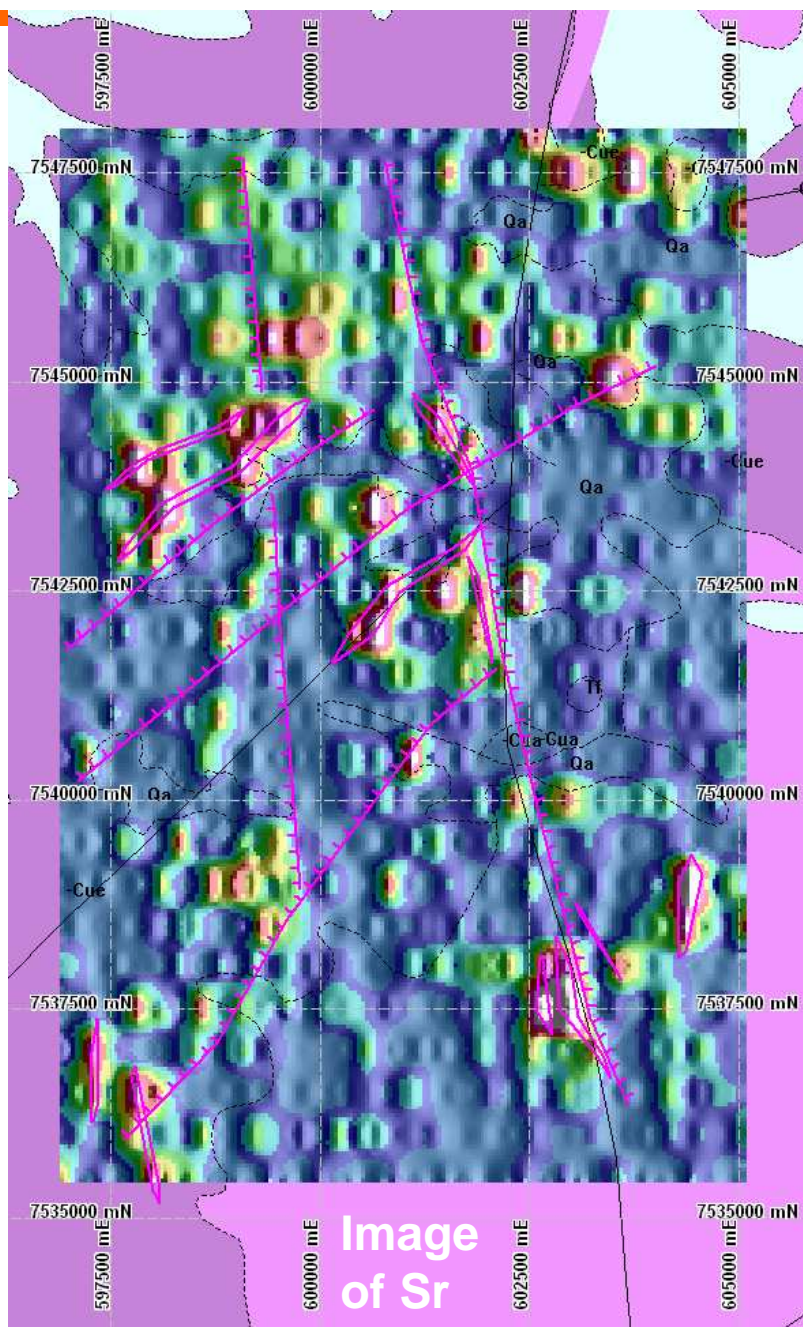 597500 mE
600000 mE
602500 mE
605000 mE
-Cue
7547500 mN
7547500 mN
Qa
Qa
Qa
7545000 mN
7545000 mN
-Cue
Qa
7542500 mN
7542500 mN
Tf
-Cua
-Cua
Qa
Qa
7540000 mN
7540000 mN
-Cue
7537500 mN
7537500 mN
7535000 mN
7535000 mN
Image
of Sr
597500 mE
600000 mE
602500 mE
605000 mE